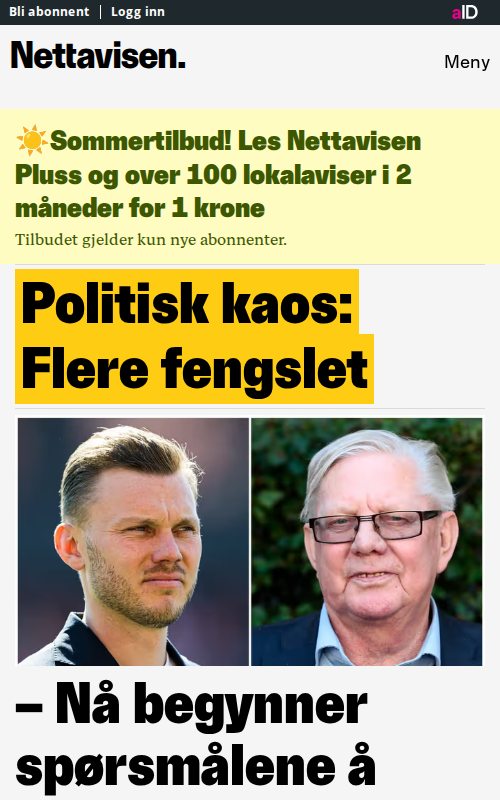 Bli abonnent Logg inn aID
Nettavisen.
Meny
☀️Sommertilbud! Les Nettavisen
Pluss og over 100 lokalaviser i 2
måneder for 1 krone
Tilbudet gjelder kun nye abonnenter.
Politisk kaos:
Flere fengslet
– Nå begynner
spørsmålene å